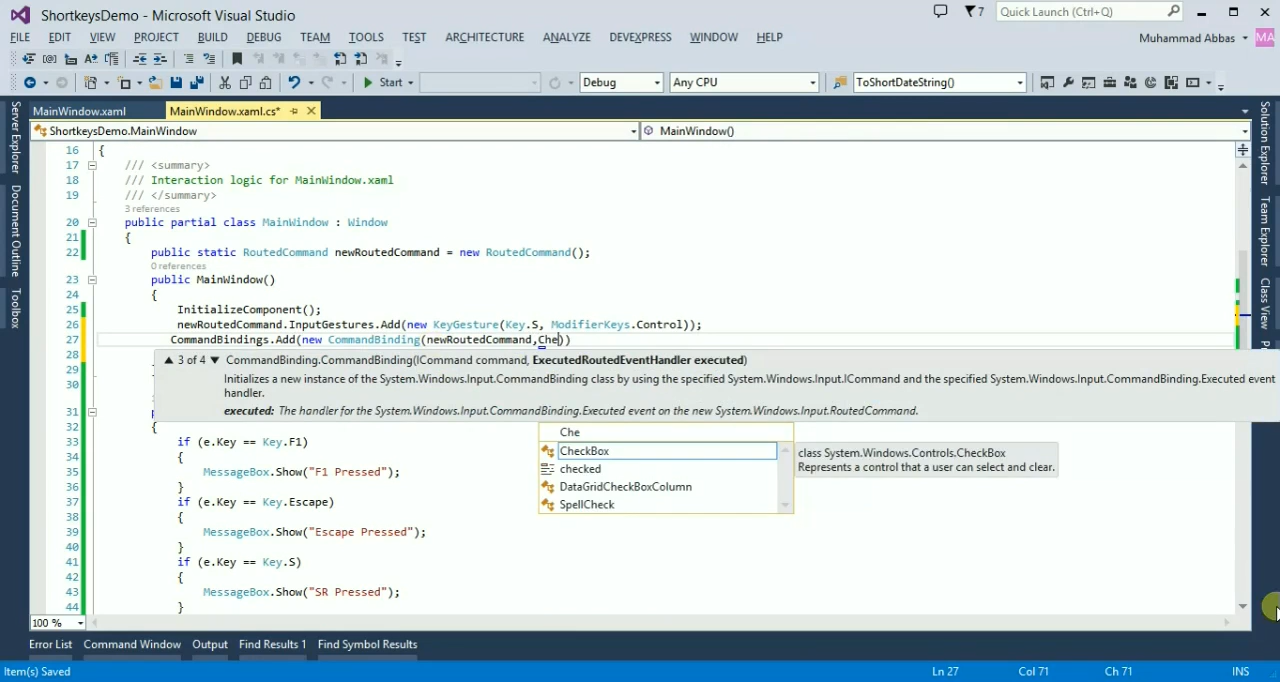 ShortkeysDemo - Microsoft Visual Studio
7
Quick Launch (Ctrl+Q)
FILE EDIT VIEW PROJECT BUILD DEBUG TEAM TOOLS TEST ARCHITECTURE DEVEXPRESS ANALYZE WINDOW HELP
Muhammad Abbas
MA
Start
Debug
Any CPU
ToShortDateString()
MainWindow.xaml
MainWindow.xaml.cs*
ShortkeysDemo.MainWindow
MainWindow()
Server Explorer
Document Outline
Toolbox
Solution Explorer
Team Explorer
Class View
16 {
17 /// <summary>
18 /// Interaction logic for MainWindow.xaml
19 /// </summary>
3 references
20 public partial class MainWindow : Window
21 {
22 public static RoutedCommand newRoutedCommand = new RoutedCommand();
0 references
23 public MainWindow()
24 {
25 InitializeComponent();
26 newRoutedCommand.InputGestures.Add(new KeyGesture(Key.S, ModifierKeys.Control));
27 CommandBindings.Add(new CommandBinding(newRoutedCommand,Che))
28
3 of 4 CommandBinding.CommandBinding(ICommand command, ExecutedRoutedEventHandler executed)
29
Initializes a new instance of the System.Windows.Input.CommandBinding class by using the specified System.Windows.Input.ICommand and the specified System.Windows.Input.CommandBinding.Executed event
30
handler.
executed: The handler for the System.Windows.Input.CommandBinding.Executed event on the new System.Windows.Input.RoutedCommand.
31
32 {
33 if (e.Key == Key.F1)
34 {
35 MessageBox.Show("F1 Pressed");
36 }
37 if (e.Key == Key.Escape)
38 {
39 MessageBox.Show("Escape Pressed");
40 }
41 if (e.Key == Key.S)
42 {
43 MessageBox.Show("SR Pressed");
44 }
Che
CheckBox
checked
DataGridCheckBoxColumn
SpellCheck
class System.Windows.Controls.CheckBox
Represents a control that a user can select and clear.
100 %
Error List Command Window Output Find Results 1 Find Symbol Results
Item(s) Saved
Ln 27 Col 71 Ch 71 INS